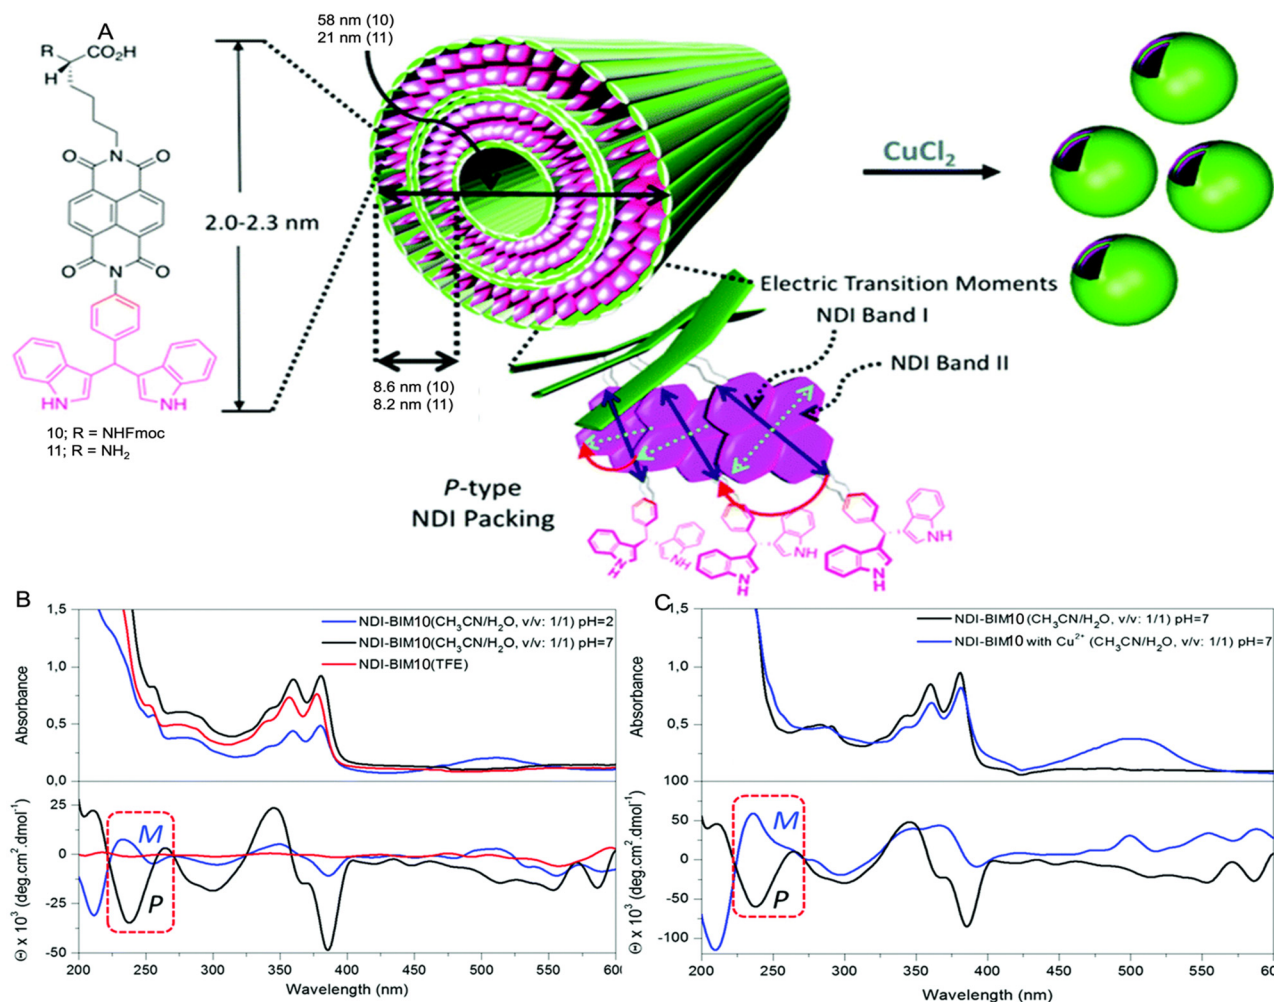 A
R
CO₂H
H
O
O
N
O
O
N
HN
NH
10; R = NHFmoc
11; R = NH₂
2.0-2.3 nm
58 nm (10)
21 nm (11)
8.6 nm (10)
8.2 nm (11)
CuCl₂
Electric Transition Moments
NDI Band I
NDI Band II
P-type
NDI Packing
N
H
NH
N
H
NH
N
H
NH
B
1,5
1,0
0,5
0,0
Absorbance
NDI-BIM10(CH₃CN/H₂O, v/v: 1/1) pH=2
NDI-BIM10(CH₃CN/H₂O, v/v: 1/1) pH=7
NDI-BIM10(TFE)
25
0
-25
-50
Θ x 10³ (deg.cm².dmol⁻¹)
M
P
200 250 300 350 400 450 500 550 600
Wavelength (nm)
C
1,5
1,0
0,5
100
Absorbance
NDI-BIM10 (CH₃CN/H₂O, v/v: 1/1) pH=7
NDI-BIM10 with Cu²⁺ (CH₃CN/H₂O, v/v: 1/1) pH=7
50
0
-50
-100
Θ x 10³ (deg.cm².dmol⁻¹)
M
P
200 250 300 350 400 450 500 550 600
Wavelength (nm)